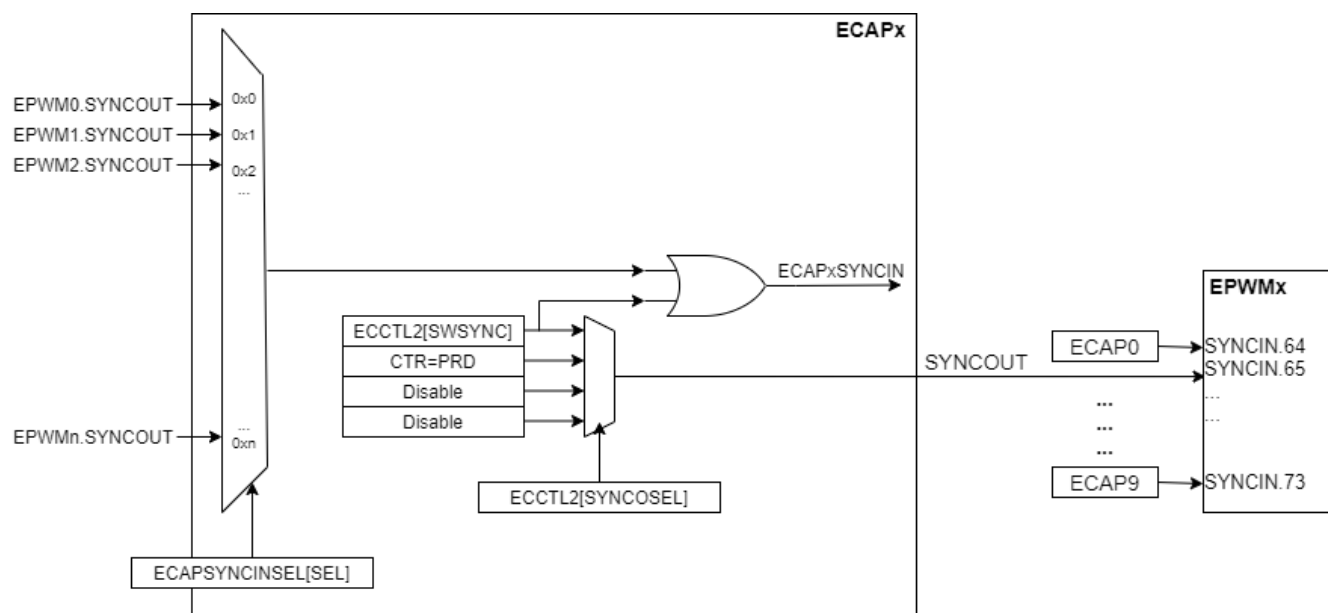 ECAPx
EPWM0.SYNCOUT
0x0
EPWM1.SYNCOUT
0x1
EPWM2.SYNCOUT
0x2
...
ECAPxSYNCIN
EPWMx
ECCTL2[SWSYNC]
CTR=PRD
Disable
Disable
SYNCOUT
ECAP0
SYNCIN.64
SYNCIN.65
...
...
...
...
...
EPWMn.SYNCOUT
...
0xn
ECAP9
SYNCIN.73
ECCTL2[SYNCOSEL]
ECAPSYNCINSEL[SEL]